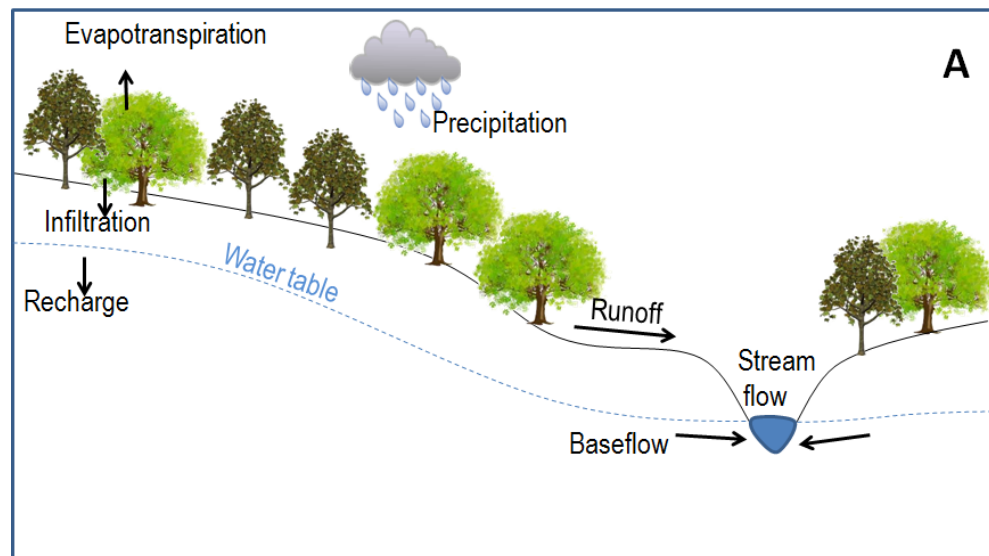 Evapotranspiration
A
Precipitation
Infiltration
Water table
Recharge
Runoff
Stream
flow
Baseflow